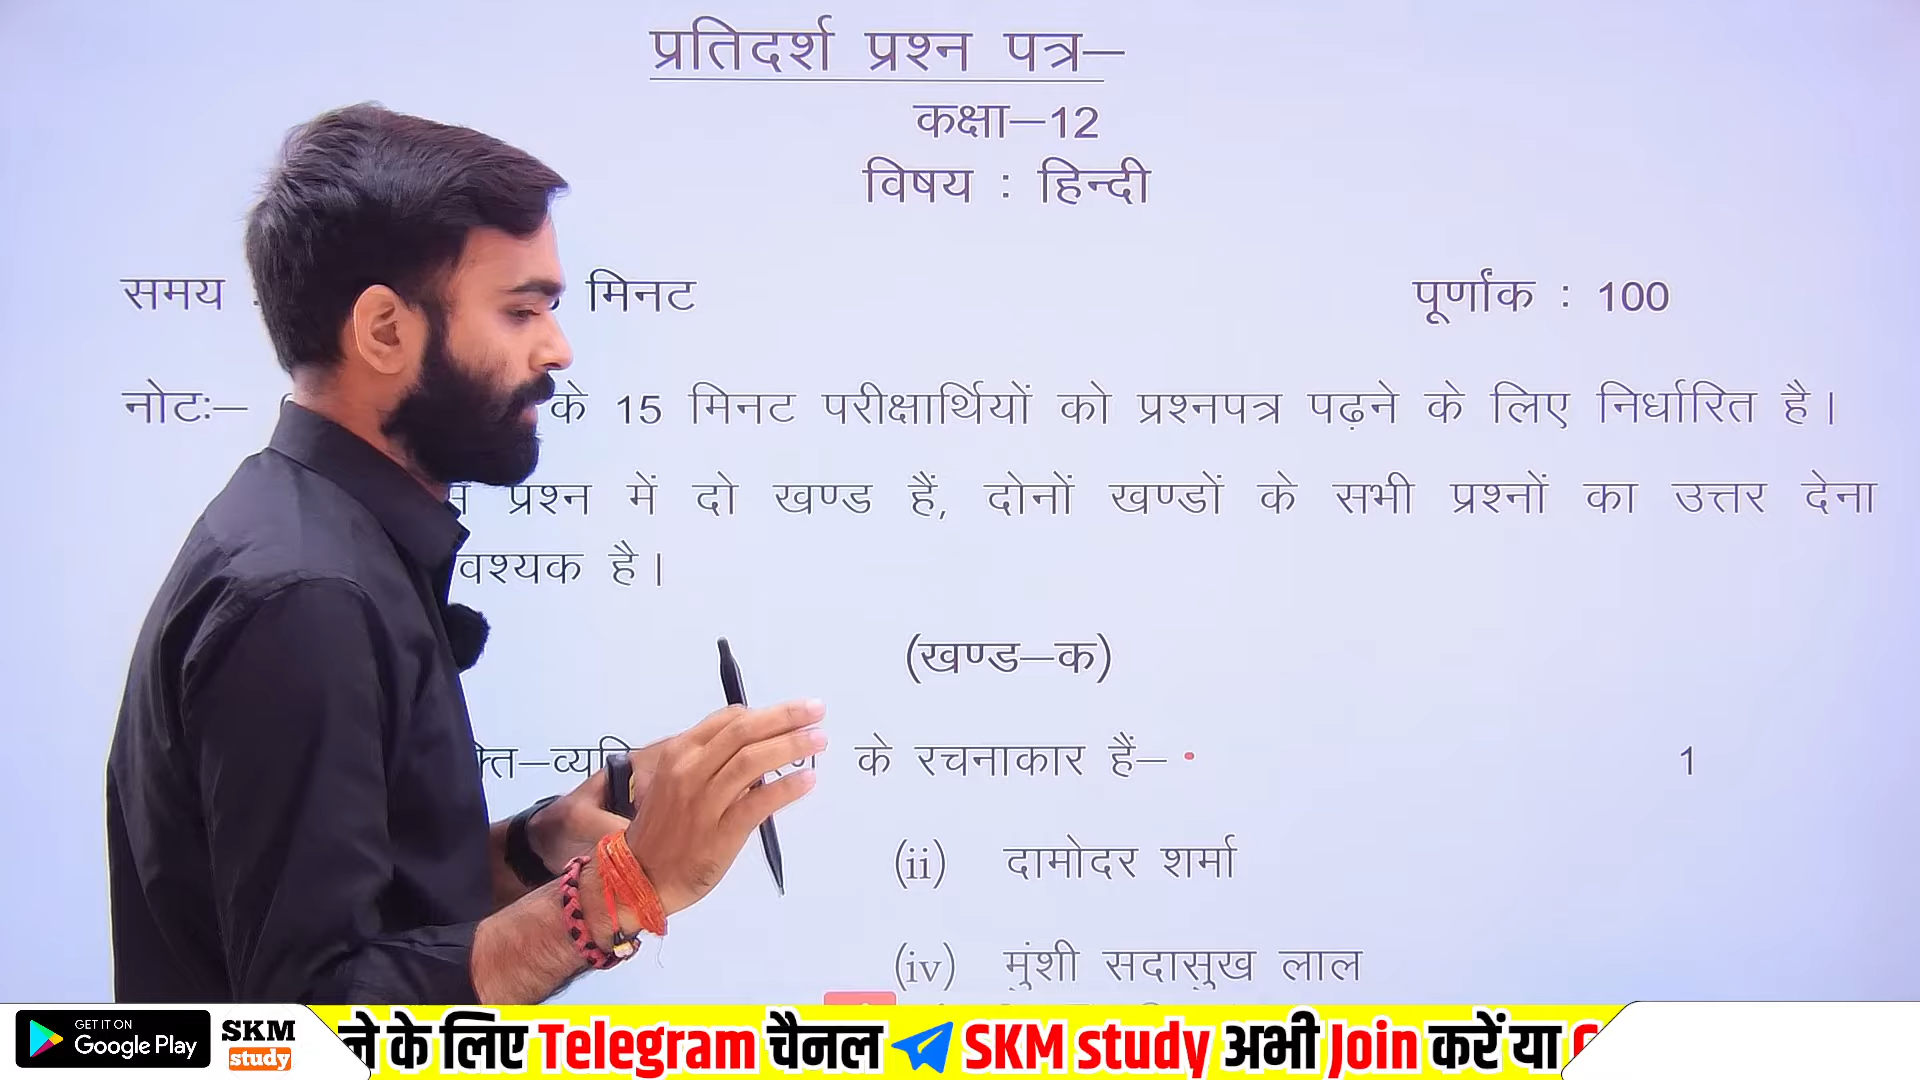 प्रतिदर्श प्रश्न पत्र–
कक्षा–12
विषय : हिन्दी
समय : मिनट पूर्णांक : 100
नोटः– के 15 मिनट परीक्षार्थियों को प्रश्नपत्र पढ़ने के लिए निर्धारित है।
प्रश्न में दो खण्ड हैं, दोनों खण्डों के सभी प्रश्नों का उत्तर देना
है।
(खण्ड–क)
के रचनाकार हैं– 1
(ii) दामोदर शर्मा
(iv) मुंशी सदासुख लाल
GET IT ON
Google Play
SKM
study
के लिए Telegram चैनल SKM study अभी Join करें या